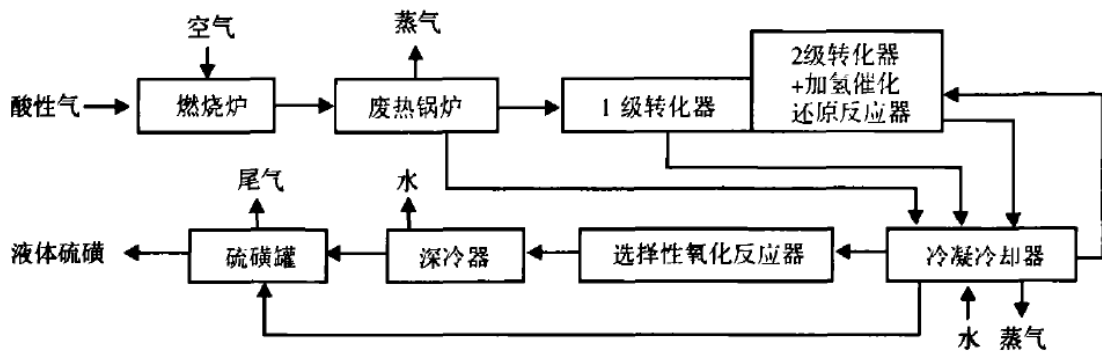 空气
蒸气
酸性气
燃烧炉
废热锅炉
1 级转化器
2级转化器
+加氢催化
还原反应器
尾气
水
液体硫磺
硫磺罐
深冷器
选择性氧化反应器
冷凝冷却器
水
蒸气